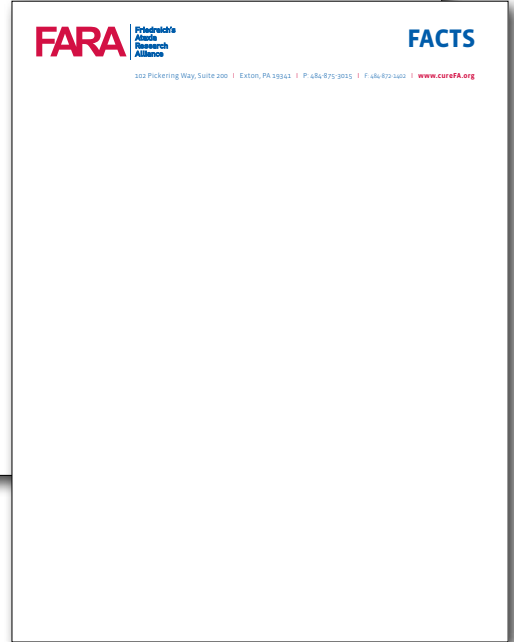 FARA
Friedreich's
Ataxia
Research
Alliance
FACTS
102 Pickering Way, Suite 200 | Exton, PA 19341 | P: 484-875-3015 | F: 484-872-1402 | www.cureFA.org